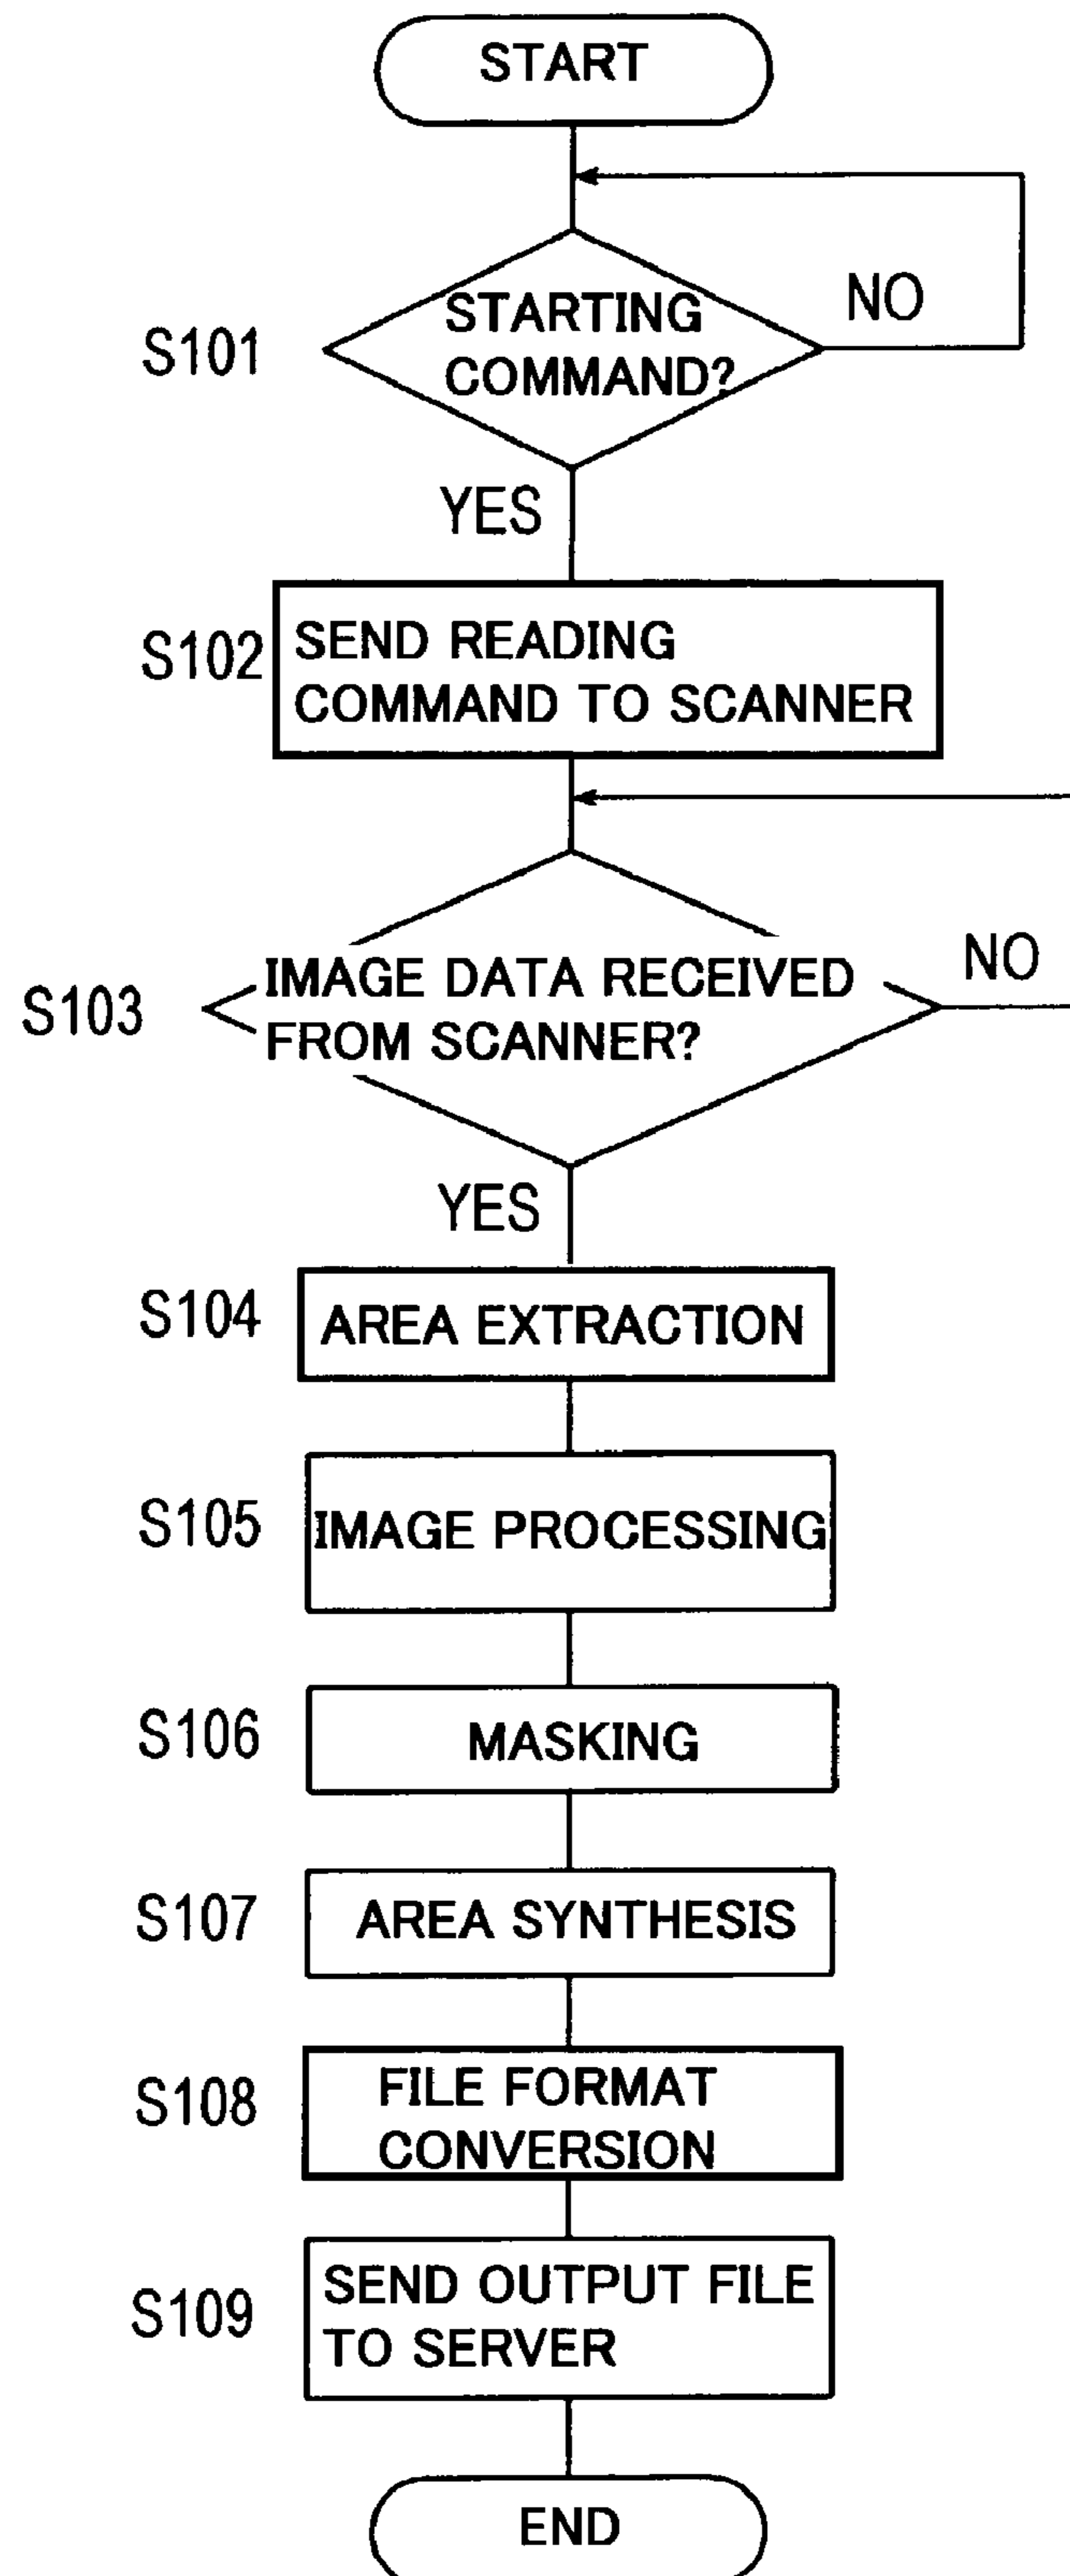 START
STARTING
COMMAND?
NO
S101
YES
S102
SEND READING
COMMAND TO SCANNER
S103
IMAGE DATA RECEIVED
FROM SCANNER?
NO
YES
S104
AREA EXTRACTION
S105
IMAGE PROCESSING
S106
MASKING
S107
AREA SYNTHESIS
S108
FILE FORMAT
CONVERSION
S109
SEND OUTPUT FILE
TO SERVER
END